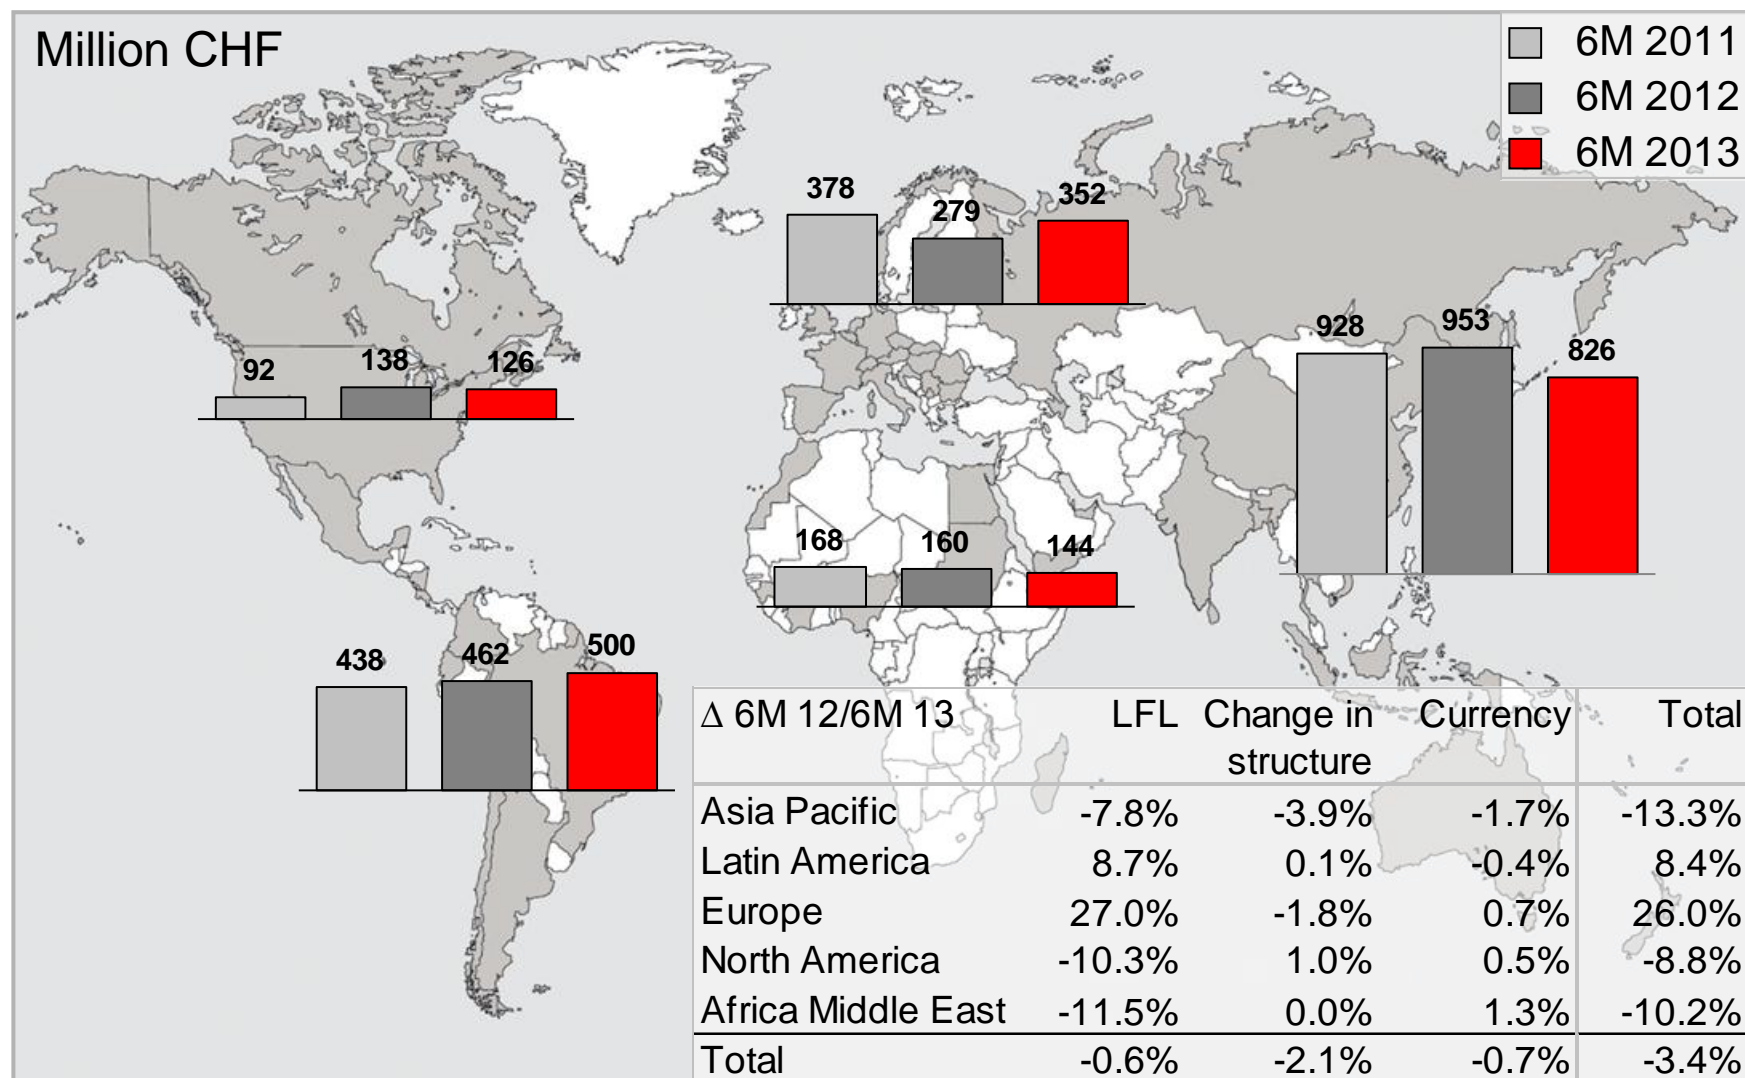 Million CHF
6M 2011
6M 2012
6M 2013
378 279 352
92 138 126
928 953 826
168 160 144
438 462 500
Δ 6M 12/6M 13 LFL Change in structure Currency Total
Asia Pacific -7.8% -3.9% -1.7% -13.3%
Latin America 8.7% 0.1% -0.4% 8.4%
Europe 27.0% -1.8% 0.7% 26.0%
North America -10.3% 1.0% 0.5% -8.8%
Africa Middle East -11.5% 0.0% 1.3% -10.2%
Total -0.6% -2.1% -0.7% -3.4%